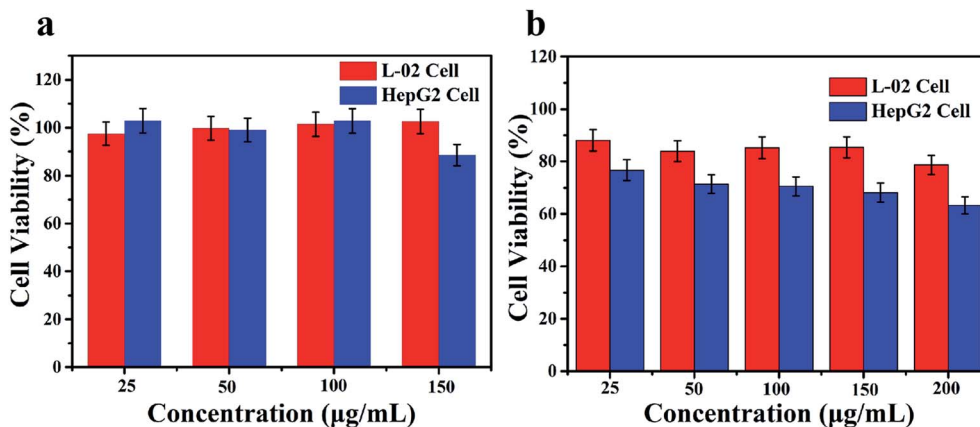 a
120
100
80
60
40
20
0
Cell Viability (%)
L-02 Cell
HepG2 Cell
25 50 100 150
Concentration (μg/mL)
b
120
100
80
60
40
20
0
Cell Viability (%)
L-02 Cell
HepG2 Cell
25 50 100 150 200
Concentration (μg/mL)